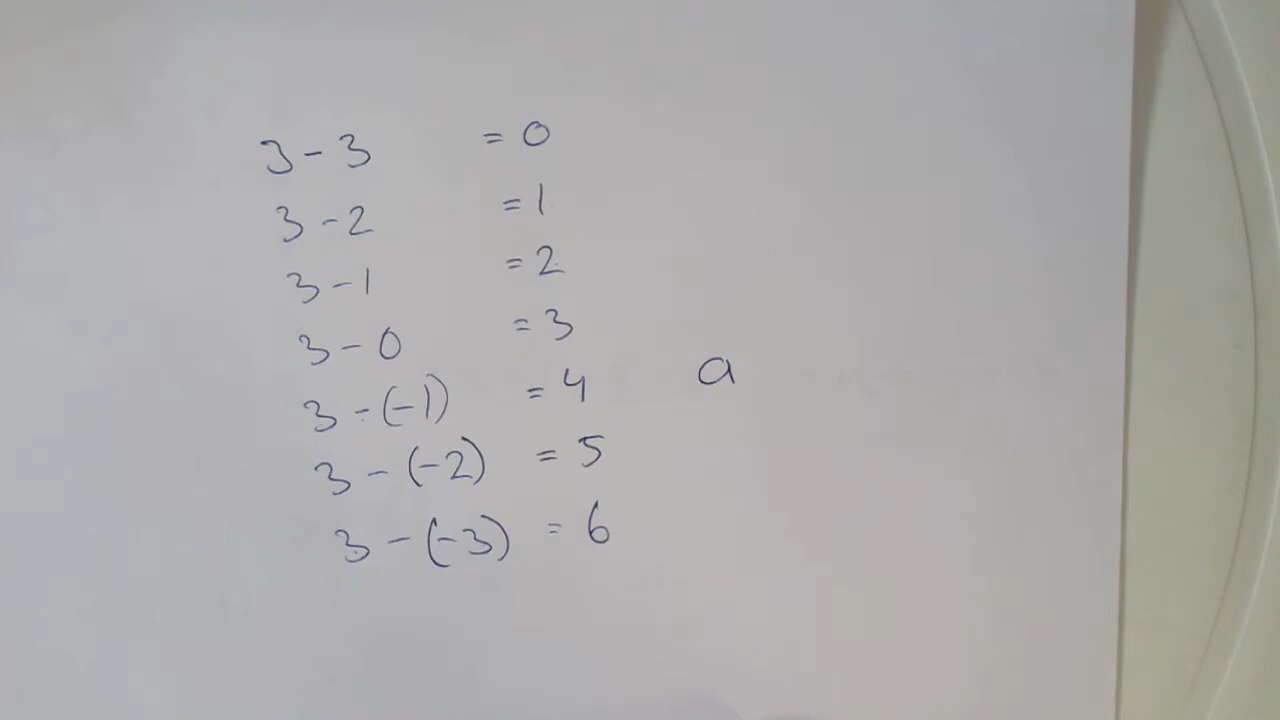 3 - 3 = 0
3 - 2 = 1
3 - 1 = 2
3 - 0 = 3
3 - (-1) = 4 a
3 - (-2) = 5
3 - (-3) = 6